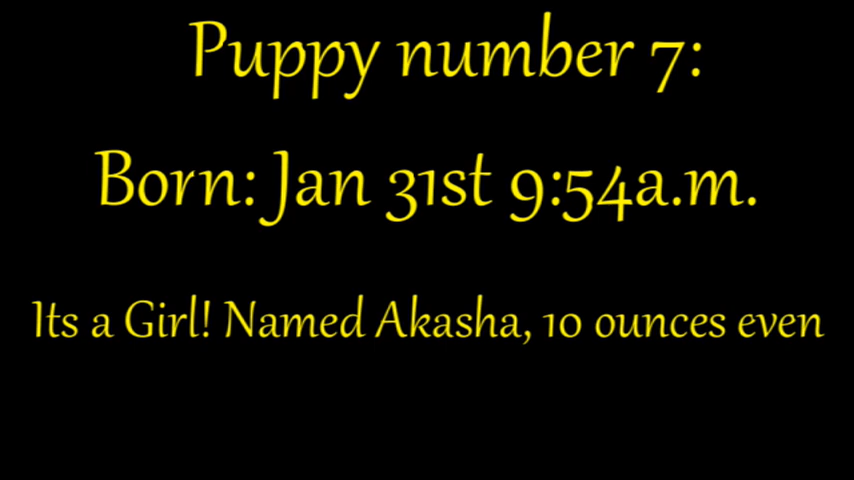 Puppy number 7:
Born: Jan 31st 9:54a.m.
Its a Girl! Named Akasha, 10 ounces even